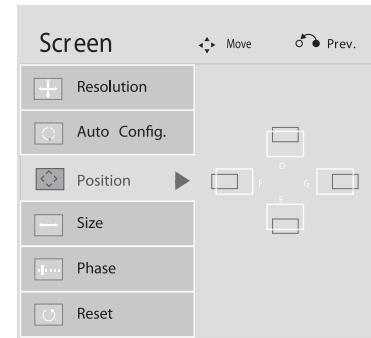 Screen Move Prev.
Resolution
Auto Config.
Position
Size
Phase
Reset
D
F G
E